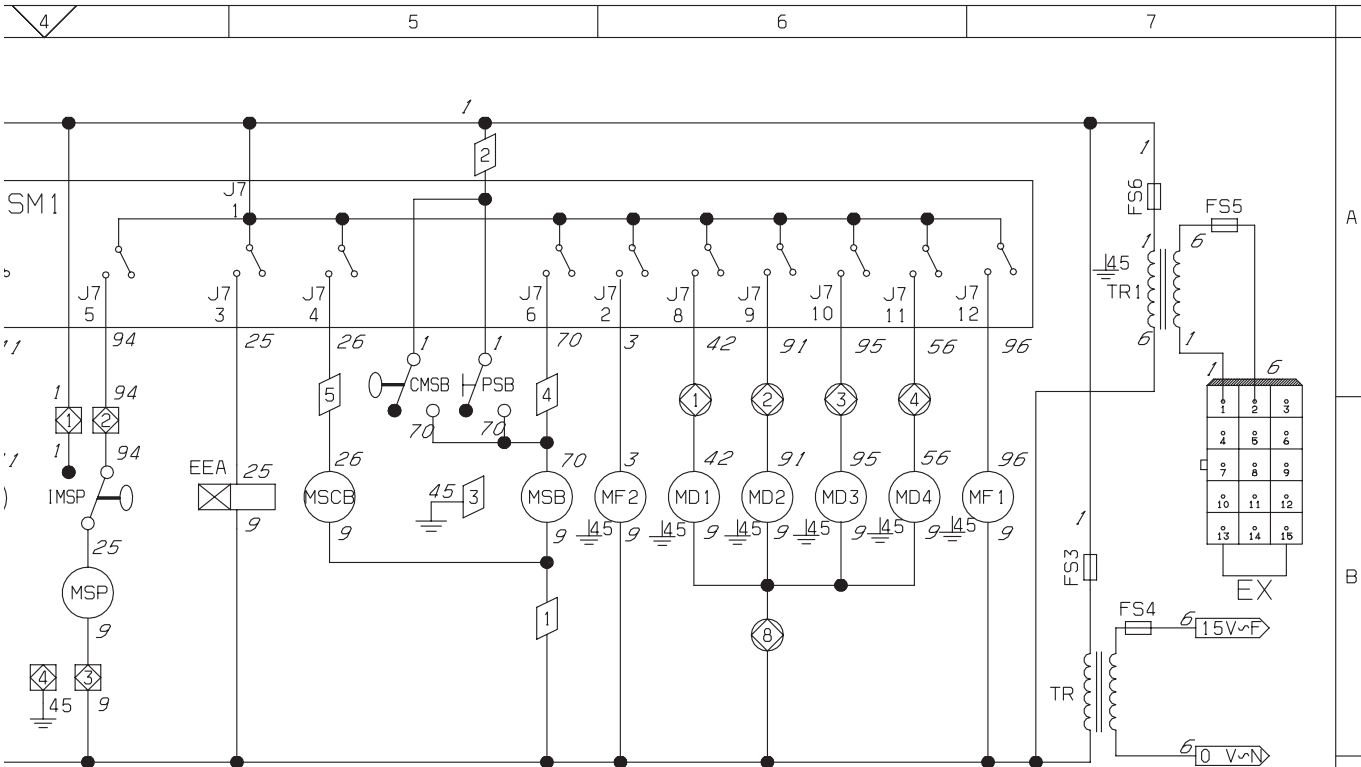 4 5 6 7
1
2
1
SM1
J7
1
FS6
FS5
A
1 6
45
TR1
J7 J7 J7 J7 J7 J7 J7 J7 J7
5 3 4 6 2 8 9 10 11 12
94 25 26 1 1 70 3 42 91 95 56 96
6 1
1 6
5 CMSB PSB 4 1 2 3 4
1 94
1 2
70 70
1 2 3
4 5 6
7 8 9
10 11 12
13 14 15
EX
1 94
EEA 25 26 45 3 70 3 42 91 95 56 96
IMSP
MSCB MSB MF2 MD1 MD2 MD3 MD4 MF1
9 9 9 9 9 9 9 9 9
45 45 45 45 45 45
1
25
FS3
B
MSP
1
FS4
6 15V~F
9
8
4 3
45 9
TR
6 0 V~N